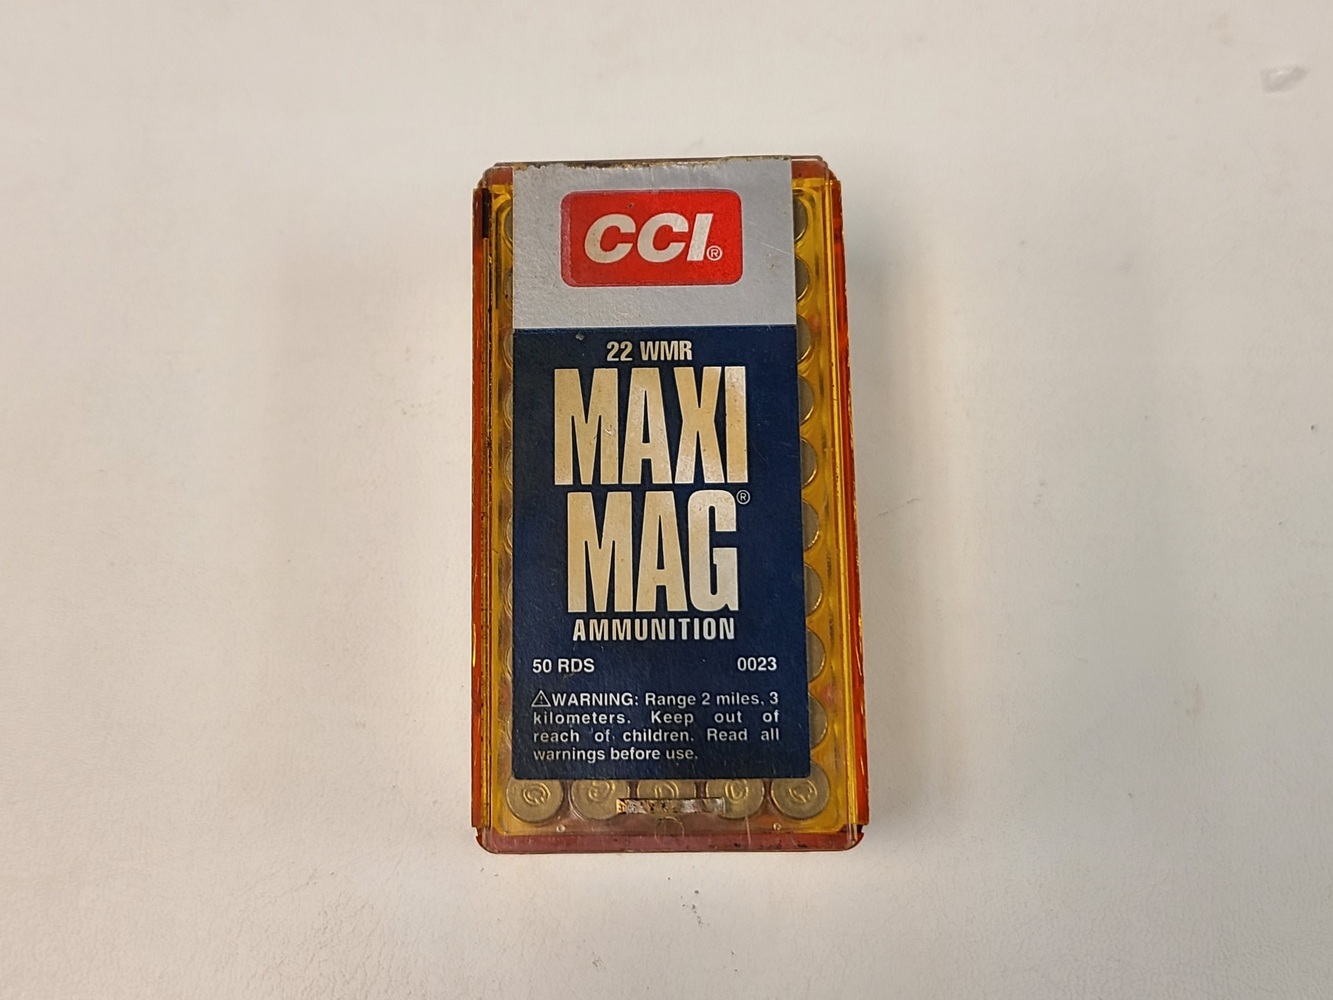 CCI®
22 WMR
MAXI
MAG®
AMMUNITION
50 RDS 0023
⚠WARNING: Range 2 miles, 3
kilometers. Keep out of
reach of children. Read all
warnings before use.